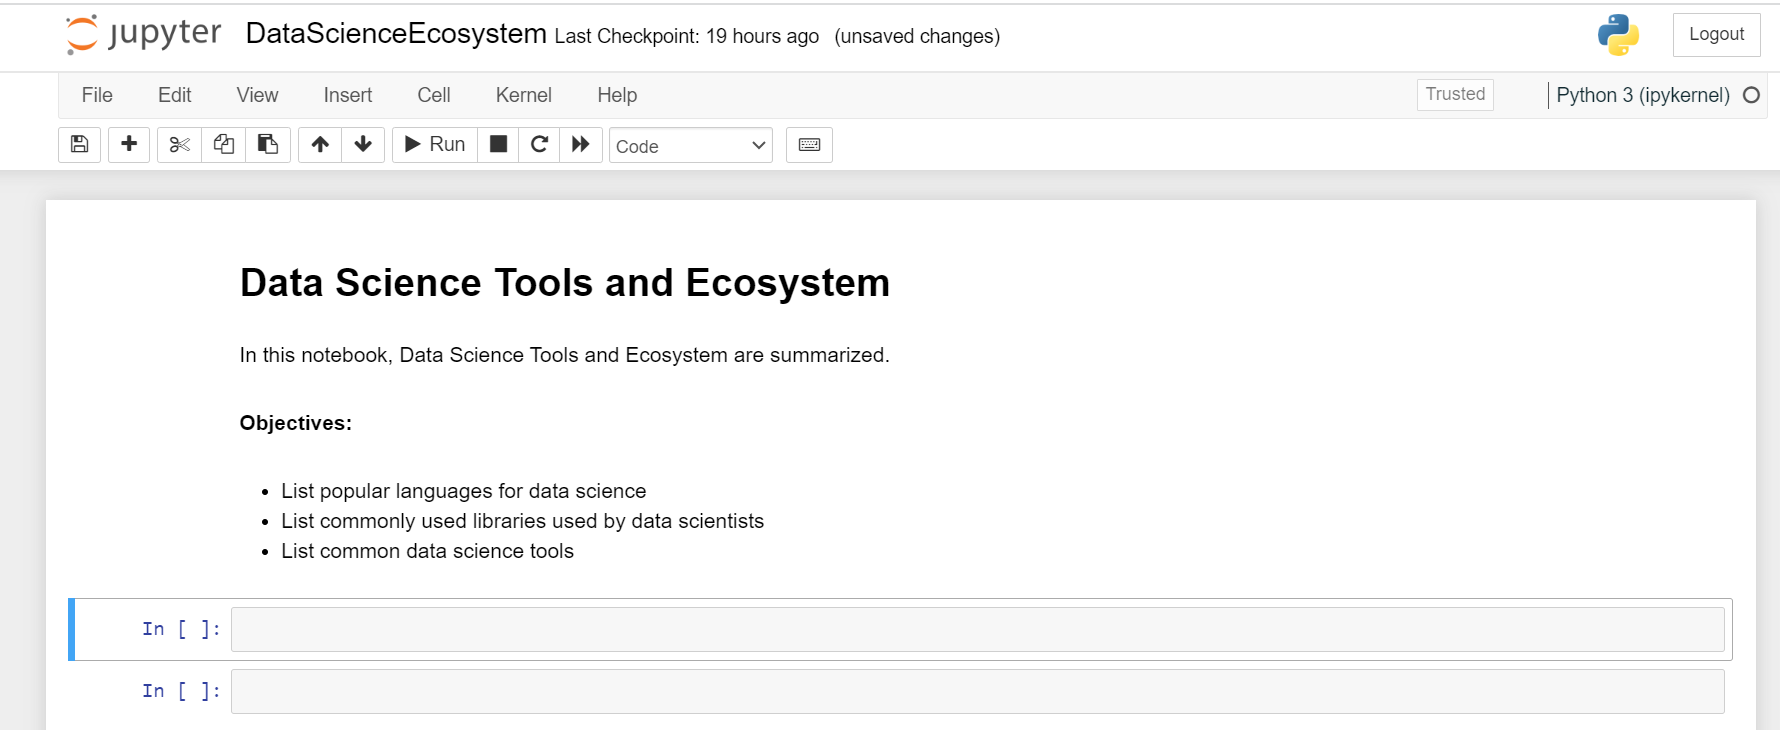 jupyter DataScienceEcosystem Last Checkpoint: 19 hours ago (unsaved changes) Logout
File Edit View Insert Cell Kernel Help Trusted Python 3 (ipykernel)
Run Code
Data Science Tools and Ecosystem
In this notebook, Data Science Tools and Ecosystem are summarized.
Objectives:
• List popular languages for data science
• List commonly used libraries used by data scientists
• List common data science tools
In [ ]:
In [ ]: